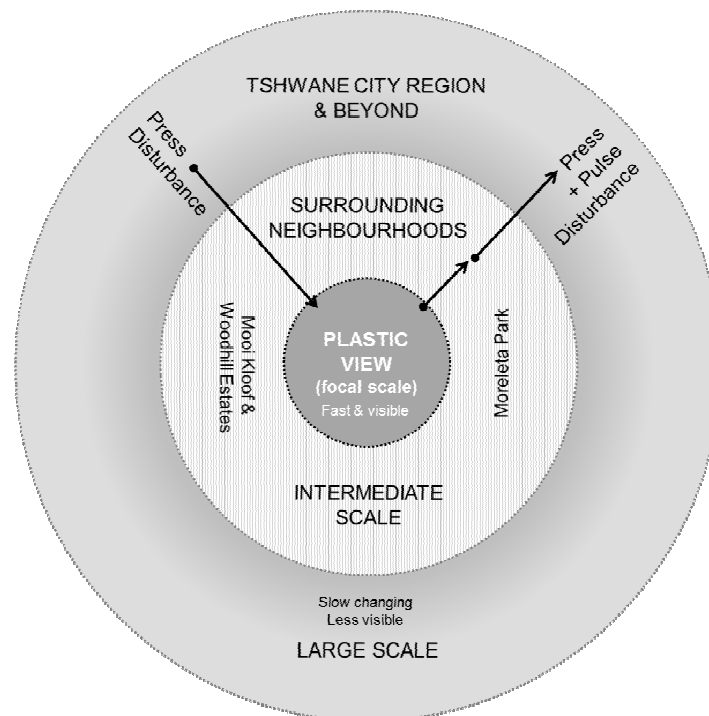 TSHWANE CITY REGION
& BEYOND
Press
Disturbance
Press
+ Pulse
Disturbance
SURROUNDING
NEIGHBOURHOODS
Mooi Kloof &
Woodhill Estates
PLASTIC
VIEW
(focal scale)
Fast & visible
Moreleta Park
INTERMEDIATE
SCALE
Slow changing
Less visible
LARGE SCALE